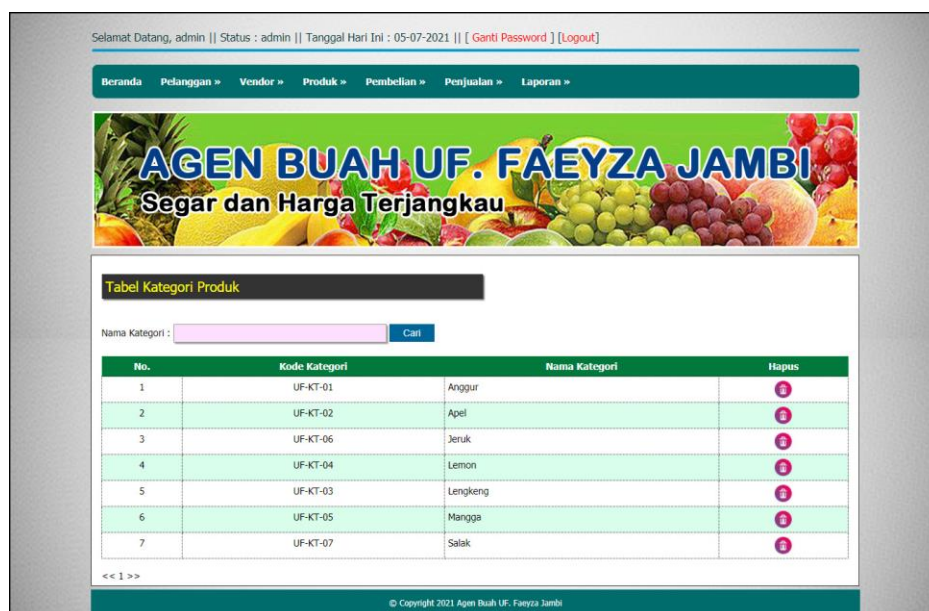 Selamat Datang, admin || Status : admin || Tanggal Hari Ini : 05-07-2021 || [ Ganti Password ] [Logout]
Beranda Pelanggan » Vendor » Produk » Pembelian » Penjualan » Laporan »
AGEN BUAH UF. FAEYZA JAMBI
Segar dan Harga Terjangkau
Tabel Kategori Produk
Nama Kategori : Cari
No. Kode Kategori Nama Kategori Hapus
1 UF-KT-01 Anggur
2 UF-KT-02 Apel
3 UF-KT-06 Jeruk
4 UF-KT-04 Lemon
5 UF-KT-03 Lengkeng
6 UF-KT-05 Mangga
7 UF-KT-07 Salak
<< 1 >>
© Copyright 2021 Agen Buah UF. Faeyza Jambi